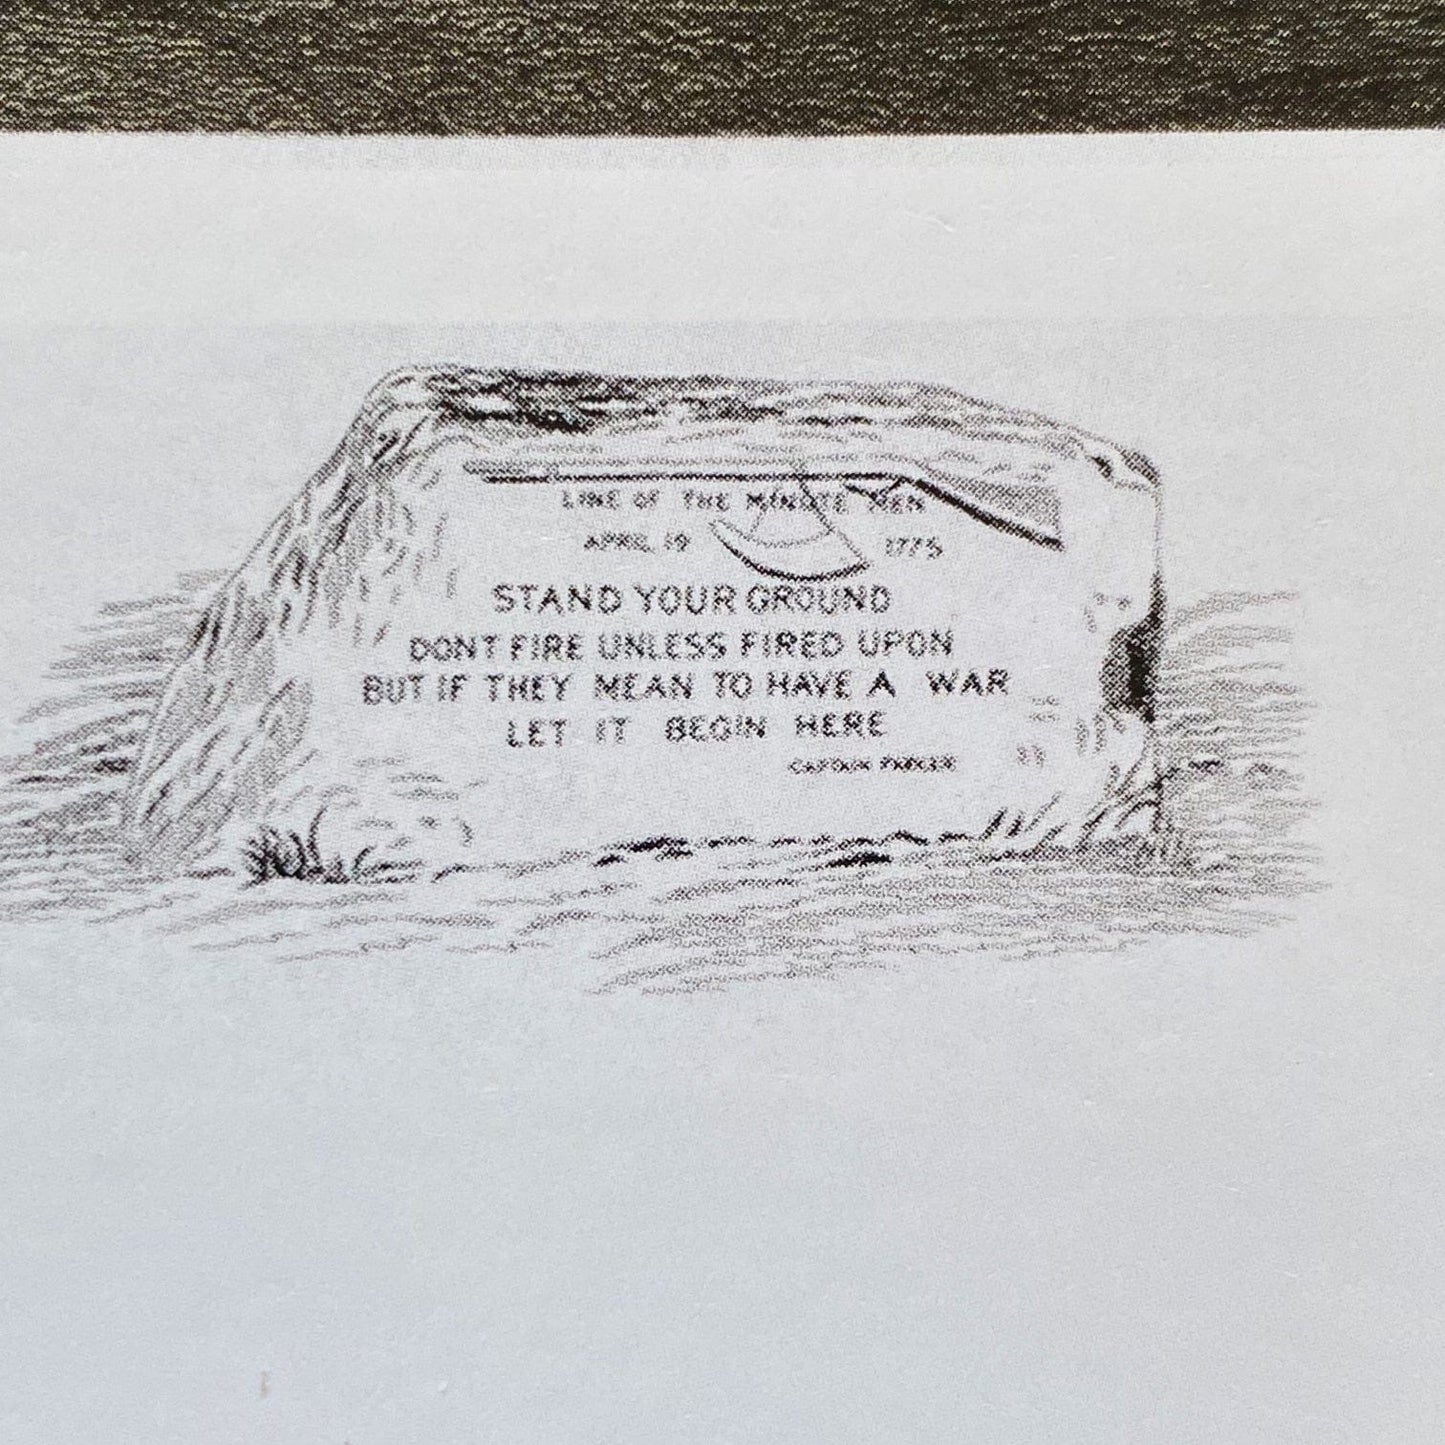 LINE OF THE MINUTE MEN
APRIL 19 1775
STAND YOUR GROUND
DONT FIRE UNLESS FIRED UPON
BUT IF THEY MEAN TO HAVE A WAR
LET IT BEGIN HERE
CAPTAIN PARKER